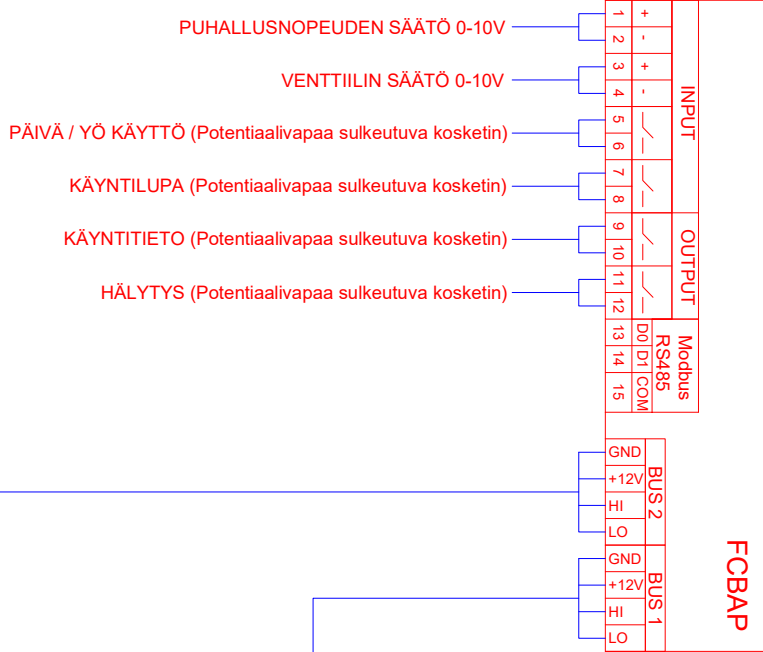 PUHALLUSNOPEUDEN SÄÄTÖ 0-10V
1 +
2 -
VENTTIILIN SÄÄTÖ 0-10V
3 +
4 -
INPUT
PÄIVÄ / YÖ KÄYTTÖ (Potentiaalivapaa sulkeutuva kosketin)
5
6
KÄYNTILUPA (Potentiaalivapaa sulkeutuva kosketin)
7
8
KÄYNTITIETO (Potentiaalivapaa sulkeutuva kosketin)
9
10
OUTPUT
HÄLYTYS (Potentiaalivapaa sulkeutuva kosketin)
11
12
13 D0
14 D1
15 COM
Modbus
RS485
GND
+12V
HI
LO
BUS 2
GND
+12V
HI
LO
BUS 1
FCBAP